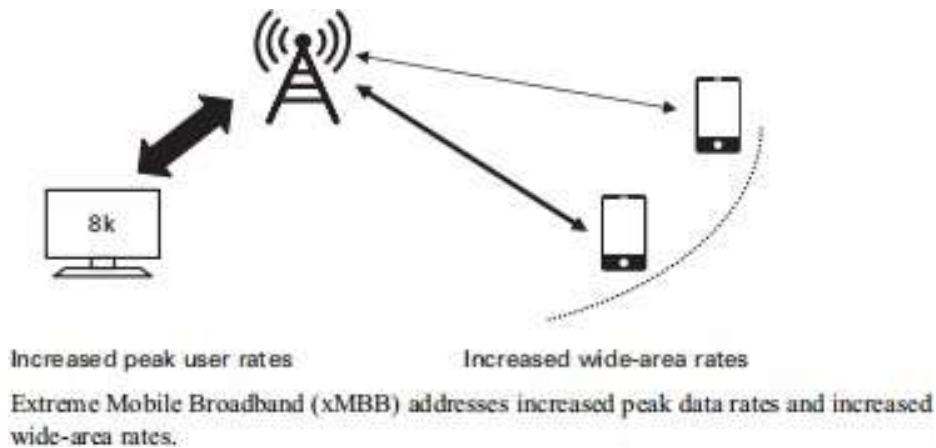 8k
Increased peak user rates
Increased wide-area rates
Extreme Mobile Broadband (xMBB) addresses increased peak data rates and increased
wide-area rates.